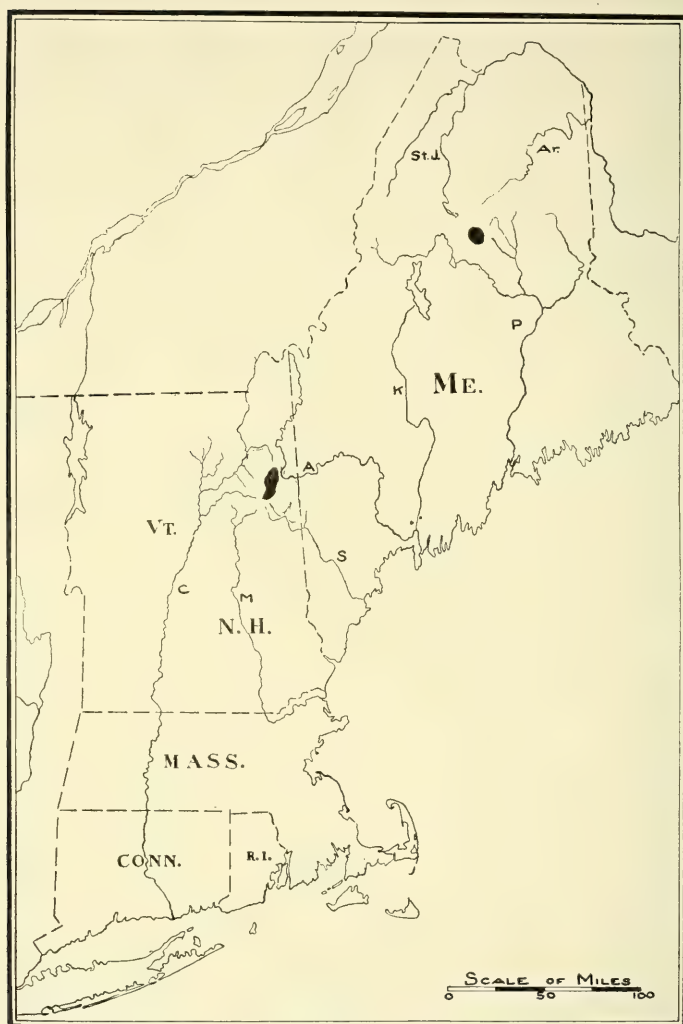 St.J.
Ar.
P
K
ME.
A
VT.
S
C
M
N.H.
MASS.
CONN.
R.I.
SCALE OF MILES
0 50 100